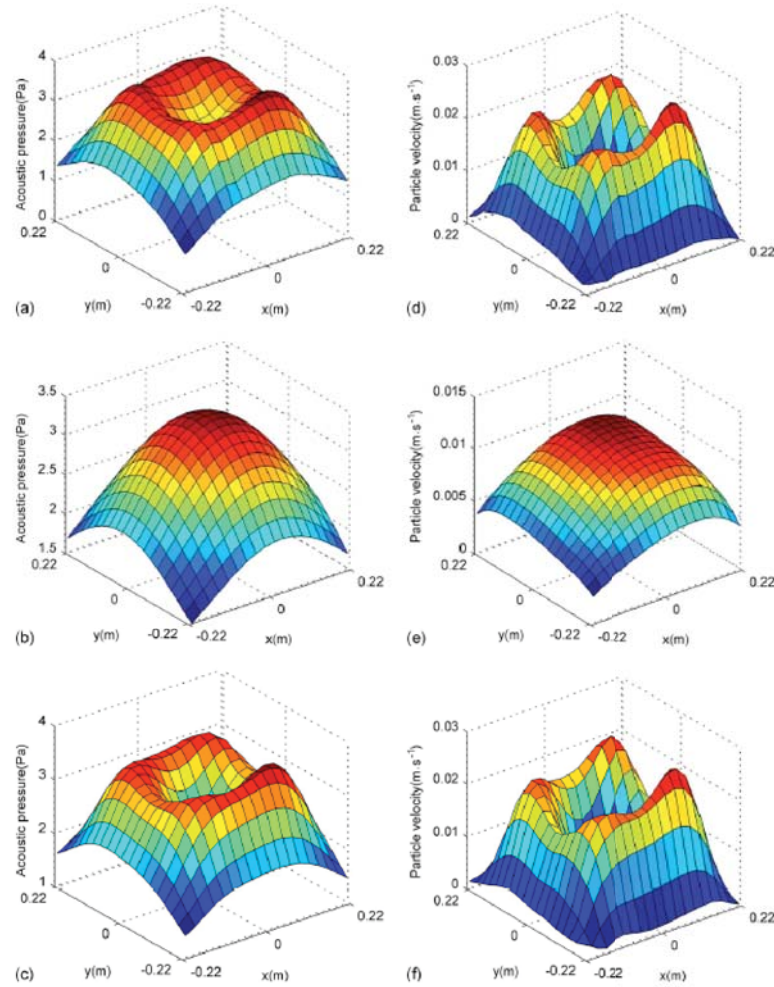 4
3
2
1
0
Acoustic pressure(Pa)
0.22
0
-0.22
y(m)
-0.22
0
0.22
x(m)
(a)
0.03
0.02
0.01
0
Particle velocity(m·s⁻¹)
0.22
0
-0.22
y(m)
-0.22
0
0.22
x(m)
(d)
3.5
3
2.5
2
1.5
Acoustic pressure(Pa)
0.22
0
-0.22
y(m)
-0.22
0
0.22
x(m)
(b)
0.015
0.01
0.005
0
Particle velocity(m·s⁻¹)
0.22
0
-0.22
y(m)
-0.22
0
0.22
x(m)
(e)
4
3
2
1
Acoustic pressure(Pa)
0.22
0
-0.22
y(m)
-0.22
0
0.22
x(m)
(c)
0.03
0.02
0.01
0
Particle velocity(m·s⁻¹)
0.22
0
-0.22
y(m)
-0.22
0
0.22
x(m)
(f)